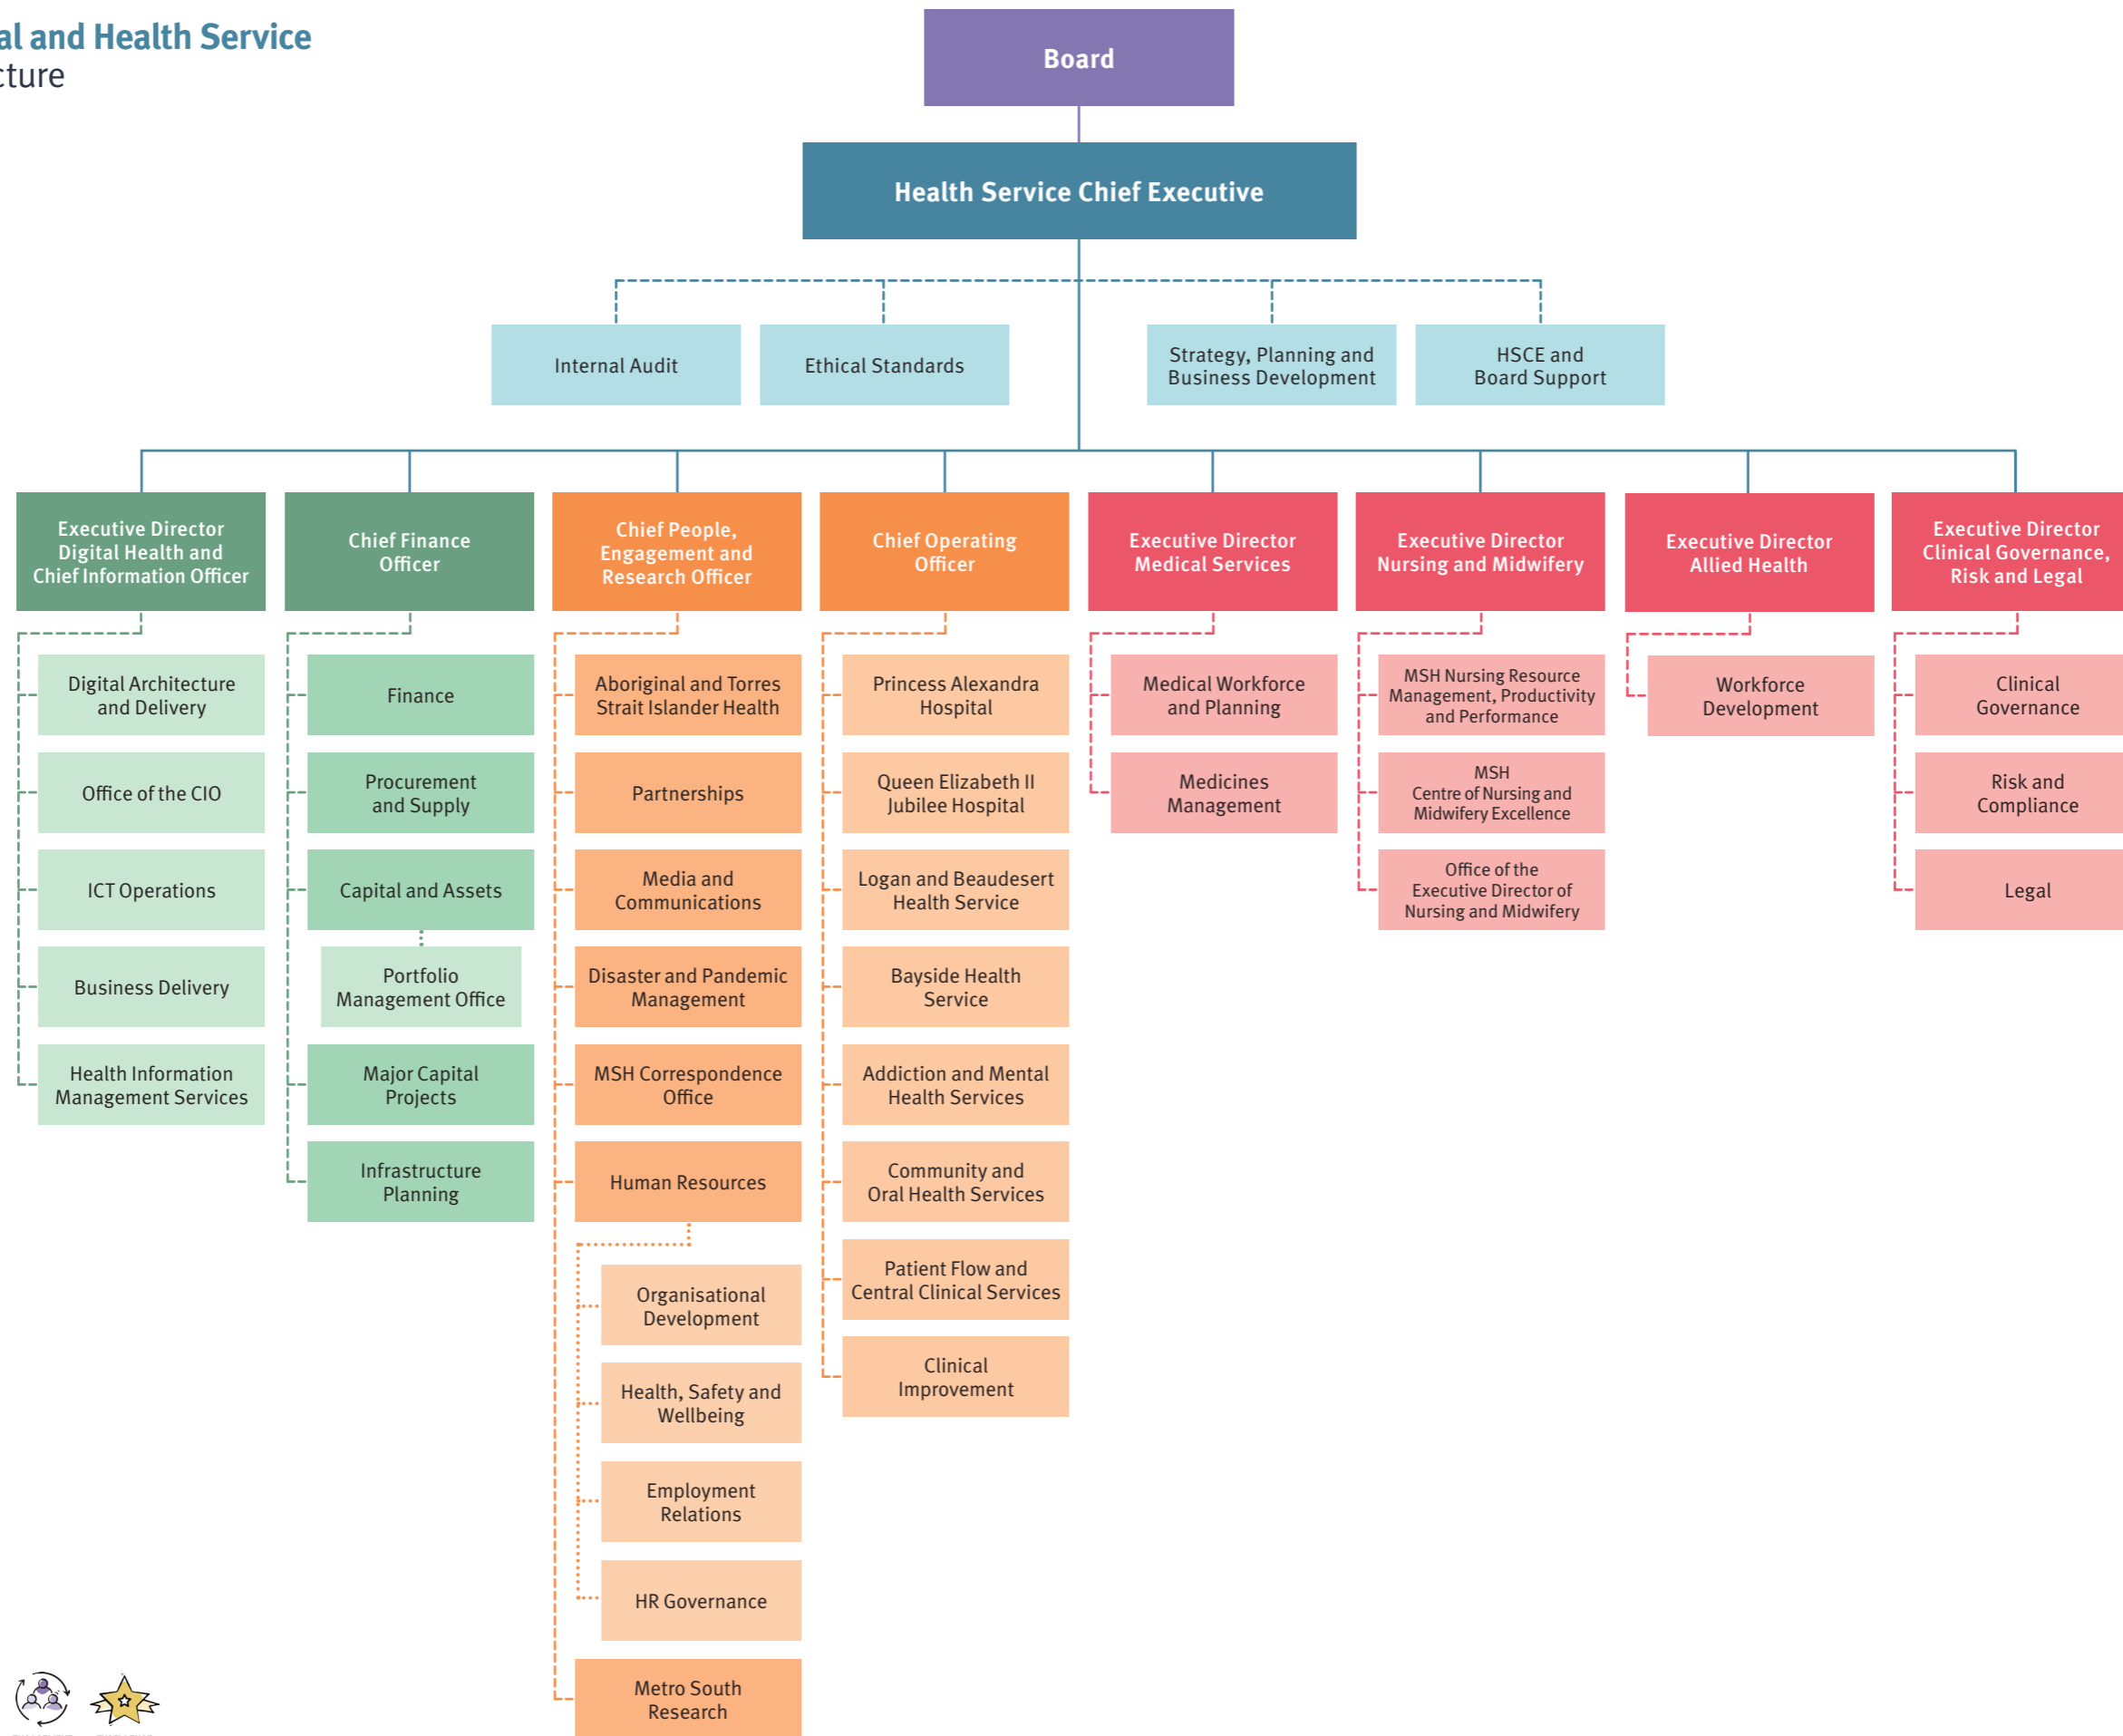 al and Health Service
cture
Board
Health Service Chief Executive
Internal Audit
Ethical Standards
Strategy, Planning and
Business Development
HSCE and
Board Support
Executive Director
Digital Health and
Chief Information Officer
Chief Finance
Officer
Chief People,
Engagement and
Research Officer
Chief Operating
Officer
Executive Director
Medical Services
Executive Director
Nursing and Midwifery
Executive Director
Allied Health
Executive Director
Clinical Governance,
Risk and Legal
Digital Architecture
and Delivery
Office of the CIO
ICT Operations
Business Delivery
Health Information
Management Services
Finance
Procurement
and Supply
Capital and Assets
Portfolio
Management Office
Major Capital
Projects
Infrastructure
Planning
Aboriginal and Torres
Strait Islander Health
Partnerships
Media and
Communications
Disaster and Pandemic
Management
MSH Correspondence
Office
Human Resources
Organisational
Development
Health, Safety and
Wellbeing
Employment
Relations
HR Governance
Metro South
Research
Princess Alexandra
Hospital
Queen Elizabeth II
Jubilee Hospital
Logan and Beaudesert
Health Service
Bayside Health
Service
Addiction and Mental
Health Services
Community and
Oral Health Services
Patient Flow and
Central Clinical Services
Clinical
Improvement
Medical Workforce
and Planning
Medicines
Management
MSH Nursing Resource
Management, Productivity
and Performance
MSH
Centre of Nursing and
Midwifery Excellence
Office of the
Executive Director of
Nursing and Midwifery
Workforce
Development
Clinical
Governance
Risk and
Compliance
Legal